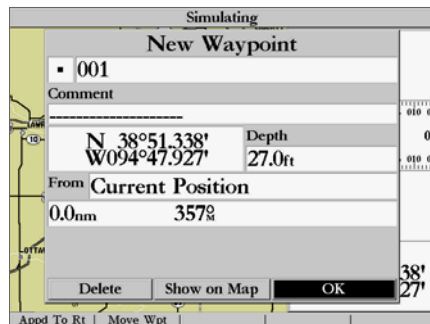 Simulating
New Waypoint
001
Comment
--------------------
N 38°51.338'
W094°47.927'
Depth
27.0ft
From Current Position
0.0nm 357°M
Delete Show on Map OK
38'
27'
Appd To Rt Move Wpt